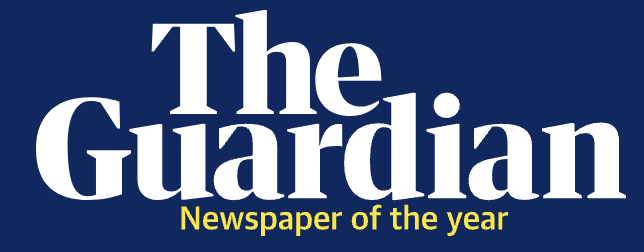 The
Guardian
Newspaper of the year